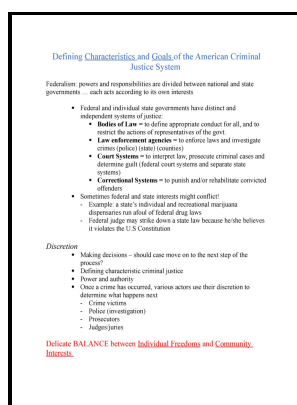 Defining Characteristics and Goals of the American Criminal
Justice System
Federalism: powers and responsibilities are divided between national and state
governments … each acts according to its own interests
▪ Federal and individual state governments have distinct and
independent systems of justice:
▪ Bodies of Law = to define appropriate conduct for all, and to
restrict the actions of representatives of the govt.
▪ Law enforcement agencies = to enforce laws and investigate
crimes (police) (state) (counties)
▪ Court Systems = to interpret law, prosecute criminal cases and
determine guilt (federal court systems and separate state
systems)
▪ Correctional Systems = to punish and/or rehabilitate convicted
offenders
▪ Sometimes federal and state interests might conflict!
- Example: a state's individual and recreational marijuana
dispensaries run afoul of federal drug laws
- Federal judge may strike down a state law because he/she believes
it violates the U.S Constitution
Discretion
▪ Making decisions – should case move on to the next step of the
process?
▪ Defining characteristic criminal justice
▪ Power and authority
▪ Once a crime has occurred, various actors use their discretion to
determine what happens next
- Crime victims
- Police (investigation)
- Prosecutors
- Judges/juries
Delicate BALANCE between Individual Freedoms and Community
Interests